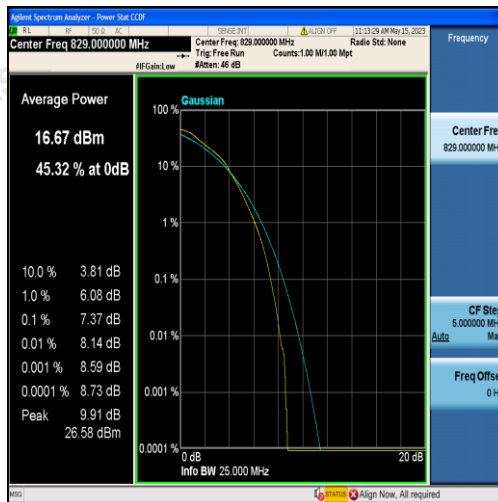 Agilent Spectrum Analyzer - Power Stat CCDF
RL RF 50 Ω AC SENSE:INT ALIGN OFF 11:13:29 AM May 15, 2023
Center Freq 829.000000 MHz
Center Freq: 829.000000 MHz Radio Std: None
Trig: Free Run Counts:1.00 M/1.00 Mpt
#IFGain:Low #Atten: 46 dB
Frequency
Average Power
16.67 dBm
45.32 % at 0dB
10.0 % 3.81 dB
1.0 % 6.08 dB
0.1 % 7.37 dB
0.01 % 8.14 dB
0.001 % 8.59 dB
0.0001 % 8.73 dB
Peak 9.91 dB
26.58 dBm
Gaussian
100 %
10 %
1 %
0.1 %
0.01 %
0.001 %
0.0001 %
0 dB 20 dB
Info BW 25.000 MHz
Center Fre
829.000000 MH
CF Ste
5.000000 MH
Auto Ma
Freq Offse
0 H
MSG STATUS Align Now, All required